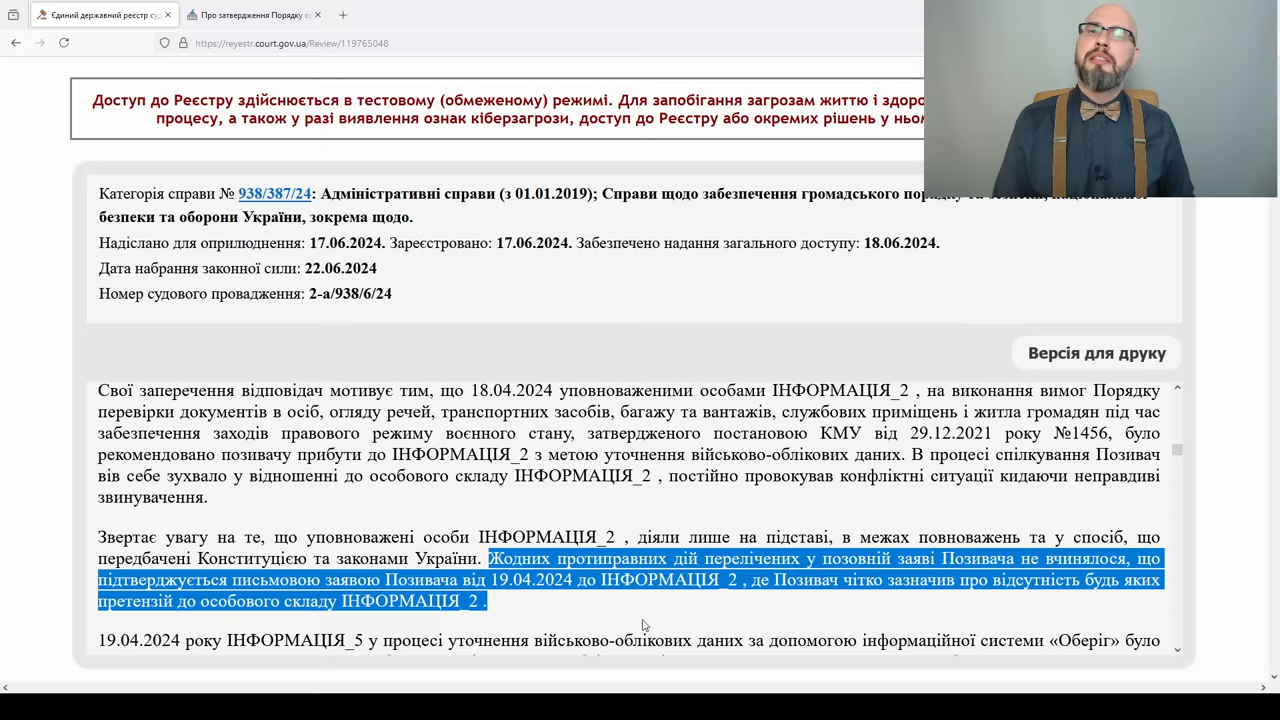 Єдиний державний реєстр су
Про затвердження Порядку о
https://reyestr.court.gov.ua/Review/119765048
Доступ до Реєстру здійснюється в тестовому (обмеженому) режимі. Для запобігання загрозам життю і здоро
процесу, а також у разі виявлення ознак кіберзагрози, доступ до Реєстру або окремих рішень у ньом
Категорія справи № 938/387/24: Адміністративні справи (з 01.01.2019); Справи щодо забезпечення громадського
безпеки та оборони України, зокрема щодо.
Надіслано для оприлюднення: 17.06.2024. Зареєстровано: 17.06.2024. Забезпечено надання загального доступу: 18.06.2024.
Дата набрання законної сили: 22.06.2024
Номер судового провадження: 2-а/938/6/24
Версія для друку
Свої заперечення відповідач мотивує тим, що 18.04.2024 уповноваженими особами ІНФОРМАЦІЯ_2 , на виконання вимог Порядку
перевірки документів в осіб, огляду речей, транспортних засобів, багажу та вантажів, службових приміщень і житла громадян під час
забезпечення заходів правового режиму воєнного стану, затвердженого постановою КМУ від 29.12.2021 року №1456, було
рекомендовано позивачу прибути до ІНФОРМАЦІЯ_2 з метою уточнення військово-облікових даних. В процесі спілкування Позивач
вів себе зухвало у відношенні до особового складу ІНФОРМАЦІЯ_2 , постійно провокував конфліктні ситуації кидаючи неправдиві
звинувачення.
Звертає увагу на те, що уповноважені особи ІНФОРМАЦІЯ_2 , діяли лише на підставі, в межах повноважень та у спосіб, що
передбачені Конституцією та законами України. Жодних протиправних дій перелічених у позовній заяві Позивача не вчинялося, що
підтверджується письмовою заявою Позивача від 19.04.2024 до ІНФОРМАЦІЯ_2 , де Позивач чітко зазначив про відсутність будь яких
претензій до особового складу ІНФОРМАЦІЯ_2 .
19.04.2024 року ІНФОРМАЦІЯ_5 у процесі уточнення військово-облікових даних за допомогою інформаційної системи «Оберіг» було